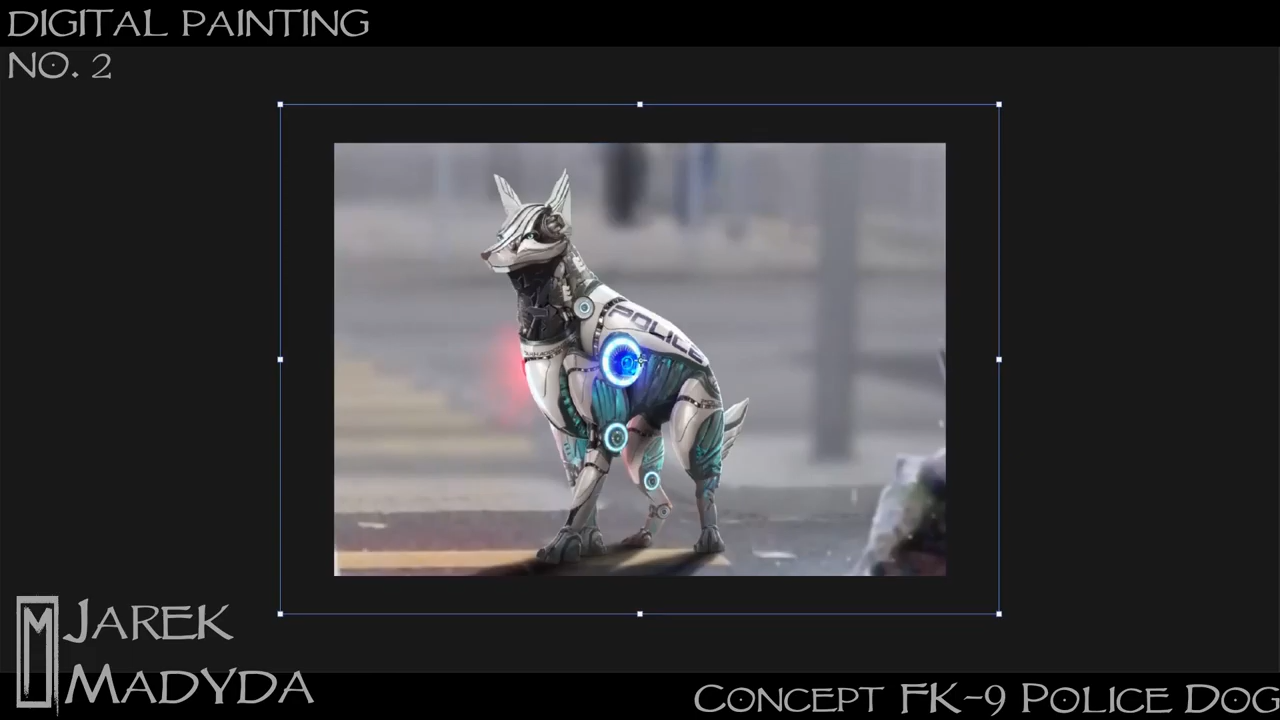 DIGITAL PAINTING
NO. 2
POLICE
JAREK
MADYDA
CONCEPT FK-9 POLICE DOG